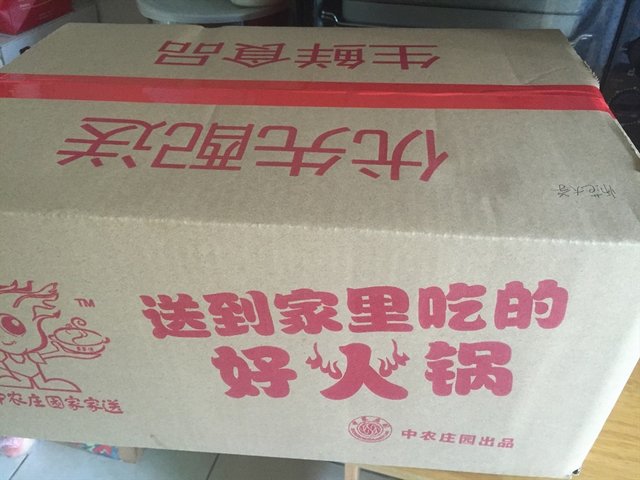 优先配送
生鲜食品
送到家里吃的
好火锅
TM
中农庄园家家送
中农庄园出品